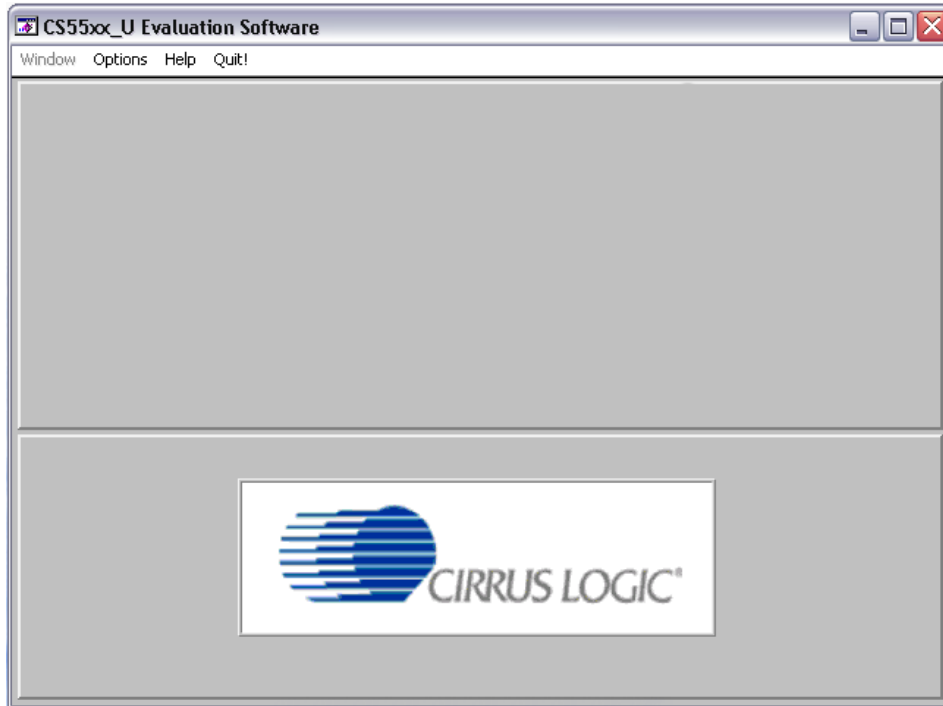 CS55xx_U Evaluation Software
Window Options Help Quit!
CIRRUS LOGIC®